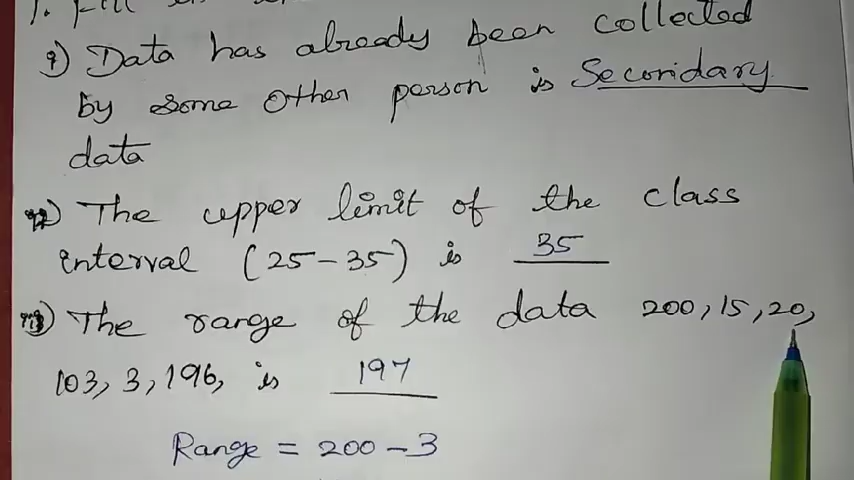 1. Fill
i) Data has already been collected
by some other person is Secondary
data
ii) The upper limit of the class
interval (25-35) is 35
iii) The range of the data 200, 15, 20,
103, 3, 196, is 197
Range = 200 - 3